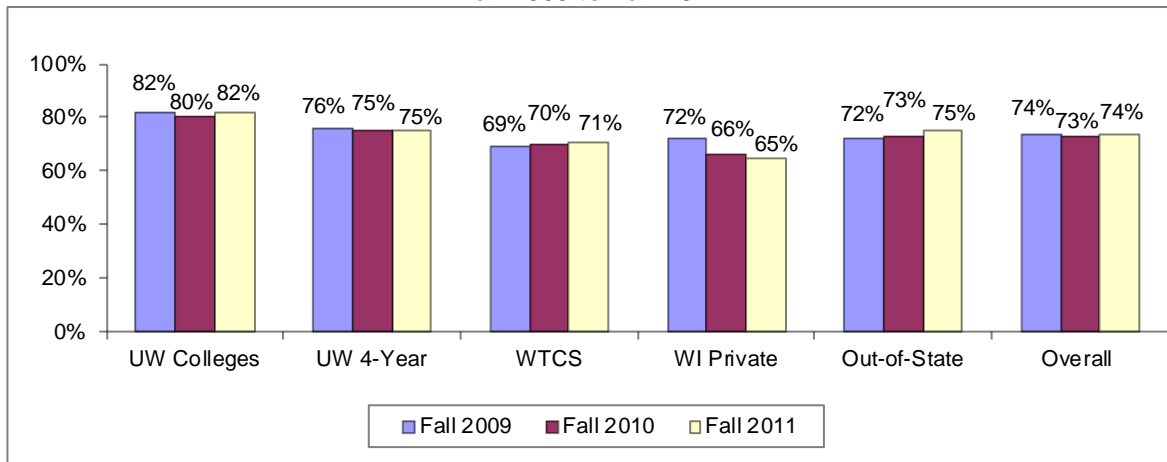 100%
80%
60%
40%
20%
0%
82%
80%
82%
76%
75%
75%
69%
70%
71%
72%
66%
65%
72%
73%
75%
74%
73%
74%
UW Colleges
UW 4-Year
WTCS
WI Private
Out-of-State
Overall
Fall 2009
Fall 2010
Fall 2011